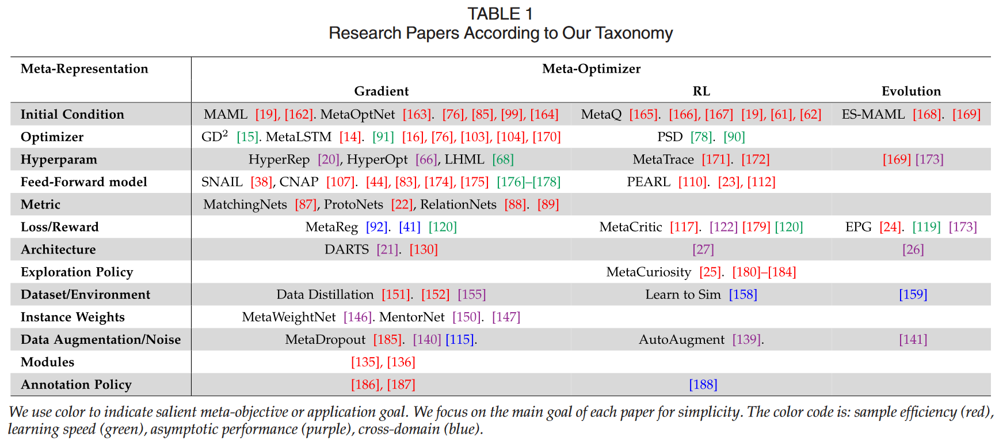 TABLE 1
Research Papers According to Our Taxonomy
Meta-Representation Meta-Optimizer
Gradient RL Evolution
Initial Condition MAML [19], [162]. MetaOptNet [163]. [76], [85], [99], [164] MetaQ [165]. [166], [167] [19], [61], [62] ES-MAML [168]. [169]
Optimizer GD² [15]. MetaLSTM [14]. [91] [16], [76], [103], [104], [170] PSD [78]. [90]
Hyperparam HyperRep [20], HyperOpt [66], LHML [68] MetaTrace [171]. [172] [169] [173]
Feed-Forward model SNAIL [38], CNAP [107]. [44], [83], [174], [175] [176]–[178] PEARL [110]. [23], [112]
Metric MatchingNets [87], ProtoNets [22], RelationNets [88]. [89]
Loss/Reward MetaReg [92]. [41] [120] MetaCritic [117]. [122] [179] [120] EPG [24]. [119] [173]
Architecture DARTS [21]. [130] [27] [26]
Exploration Policy MetaCuriosity [25]. [180]–[184]
Dataset/Environment Data Distillation [151]. [152] [155] Learn to Sim [158] [159]
Instance Weights MetaWeightNet [146]. MentorNet [150]. [147]
Data Augmentation/Noise MetaDropout [185]. [140] [115]. AutoAugment [139]. [141]
Modules [135], [136]
Annotation Policy [186], [187] [188]
We use color to indicate salient meta-objective or application goal. We focus on the main goal of each paper for simplicity. The color code is: sample efficiency (red),
learning speed (green), asymptotic performance (purple), cross-domain (blue).